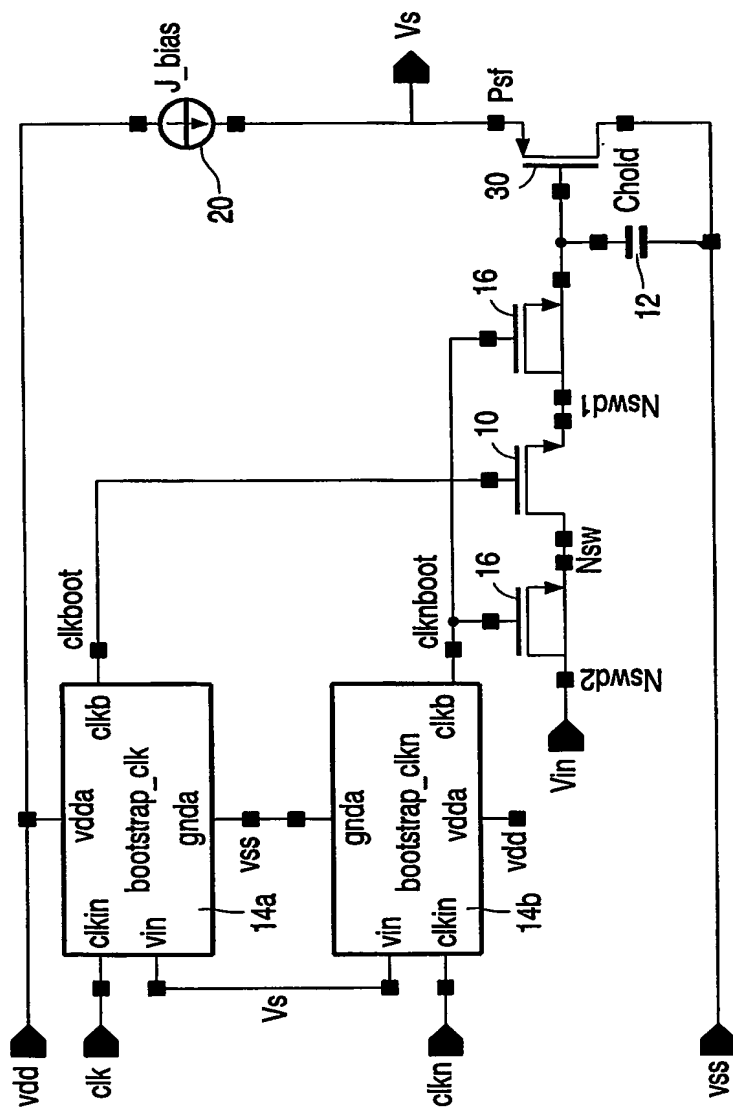 vdd
clk
Vs
clkn
vss
clkin
vdda
vin
bootstrap_clk
gnda
clkb
14a
clkboot
vss
vin
gnda
bootstrap_clkn
clkin
vdda
clkb
14b
vdd
clknboot
Vin
Nswd2
16
Nsw
10
Nswd1
16
12
Chold
30
Psf
20
J_bias
Vs